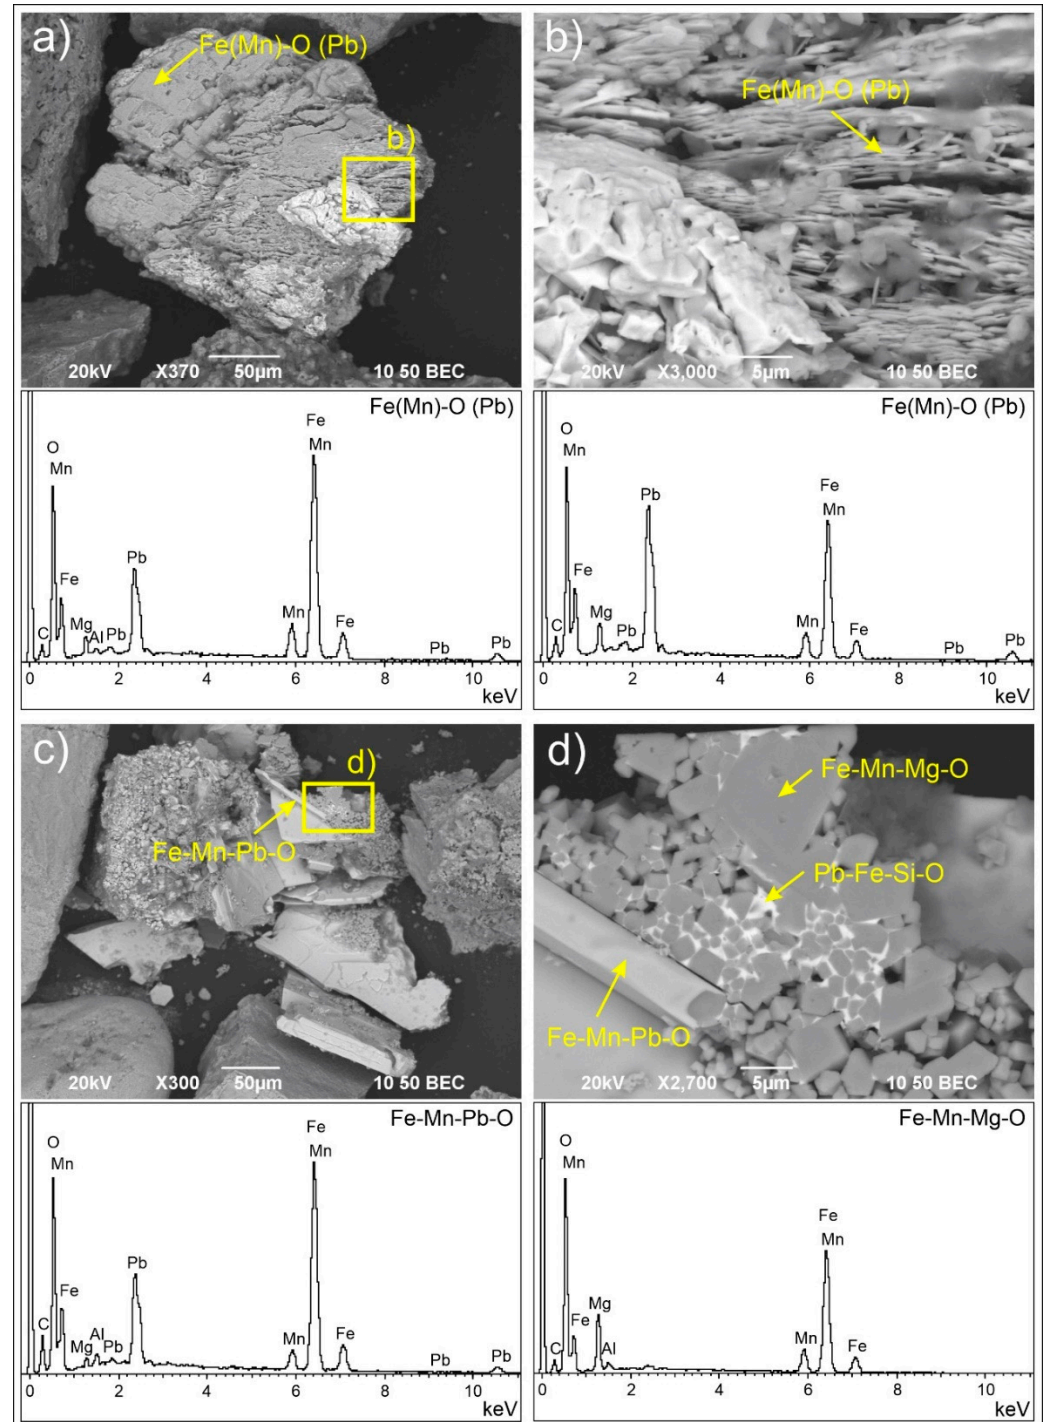 a)
Fe(Mn)-O (Pb)
b)
20kV X370 50µm 10 50 BEC
b)
Fe(Mn)-O (Pb)
20kV X3,000 5µm 10 50 BEC
Fe(Mn)-O (Pb)
O
Mn
Fe
C
Mg
Al
Pb
Pb
Mn
Fe
Mn
Fe
Pb
Pb
0 2 4 6 8 10
keV
Fe(Mn)-O (Pb)
O
Mn
Fe
C
Mg
Pb
Pb
Mn
Fe
Mn
Fe
Pb
Pb
0 2 4 6 8 10
keV
c)
d)
Fe-Mn-Pb-O
20kV X300 50µm 10 50 BEC
d)
Fe-Mn-Mg-O
Pb-Fe-Si-O
Fe-Mn-Pb-O
20kV X2,700 5µm 10 50 BEC
Fe-Mn-Pb-O
O
Mn
Fe
C
Mg
Al
Pb
Pb
Mn
Fe
Mn
Fe
Pb
Pb
0 2 4 6 8 10
keV
Fe-Mn-Mg-O
O
Mn
Fe
C
Mg
Al
Mn
Fe
Mn
Fe
0 2 4 6 8 10
keV